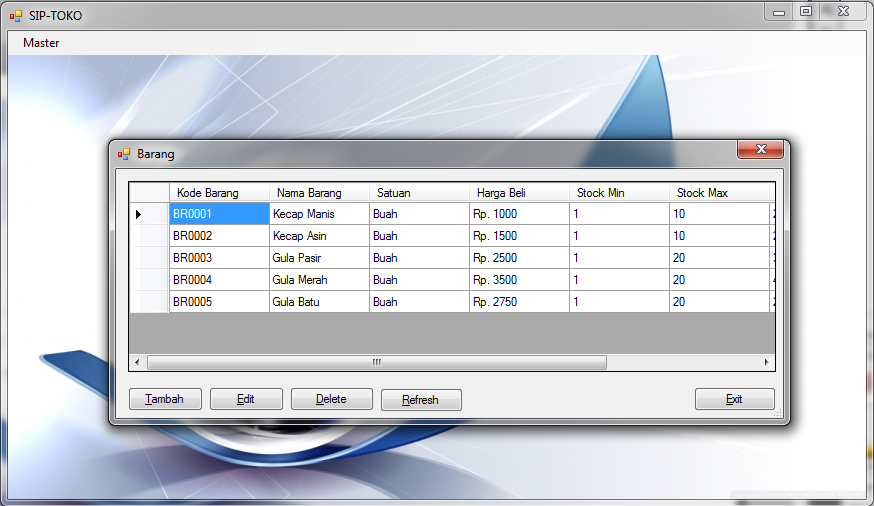 SIP-TOKO
Master
Barang
Kode Barang Nama Barang Satuan Harga Beli Stock Min Stock Max
BR0001 Kecap Manis Buah Rp. 1000 1 10
BR0002 Kecap Asin Buah Rp. 1500 1 10
BR0003 Gula Pasir Buah Rp. 2500 1 20
BR0004 Gula Merah Buah Rp. 3500 1 20
BR0005 Gula Batu Buah Rp. 2750 1 20
Tambah Edit Delete Refresh Exit